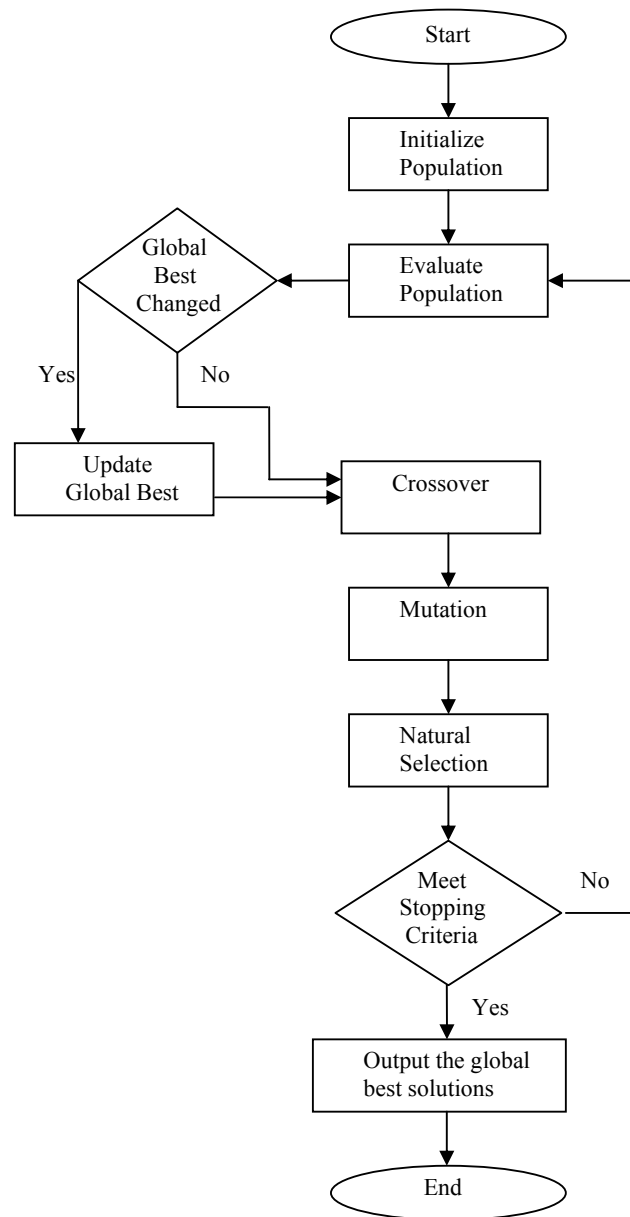 Start
Initialize
Population
Global
Best
Changed
Evaluate
Population
Yes
No
Update
Global Best
Crossover
Mutation
Natural
Selection
Meet
Stopping
Criteria
No
Yes
Output the global
best solutions
End